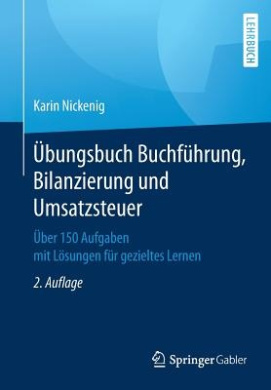 LEHRBUCH
Karin Nickenig
Übungsbuch Buchführung,
Bilanzierung und
Umsatzsteuer
Über 150 Aufgaben
mit Lösungen für gezieltes Lernen
2. Auflage
Springer Gabler